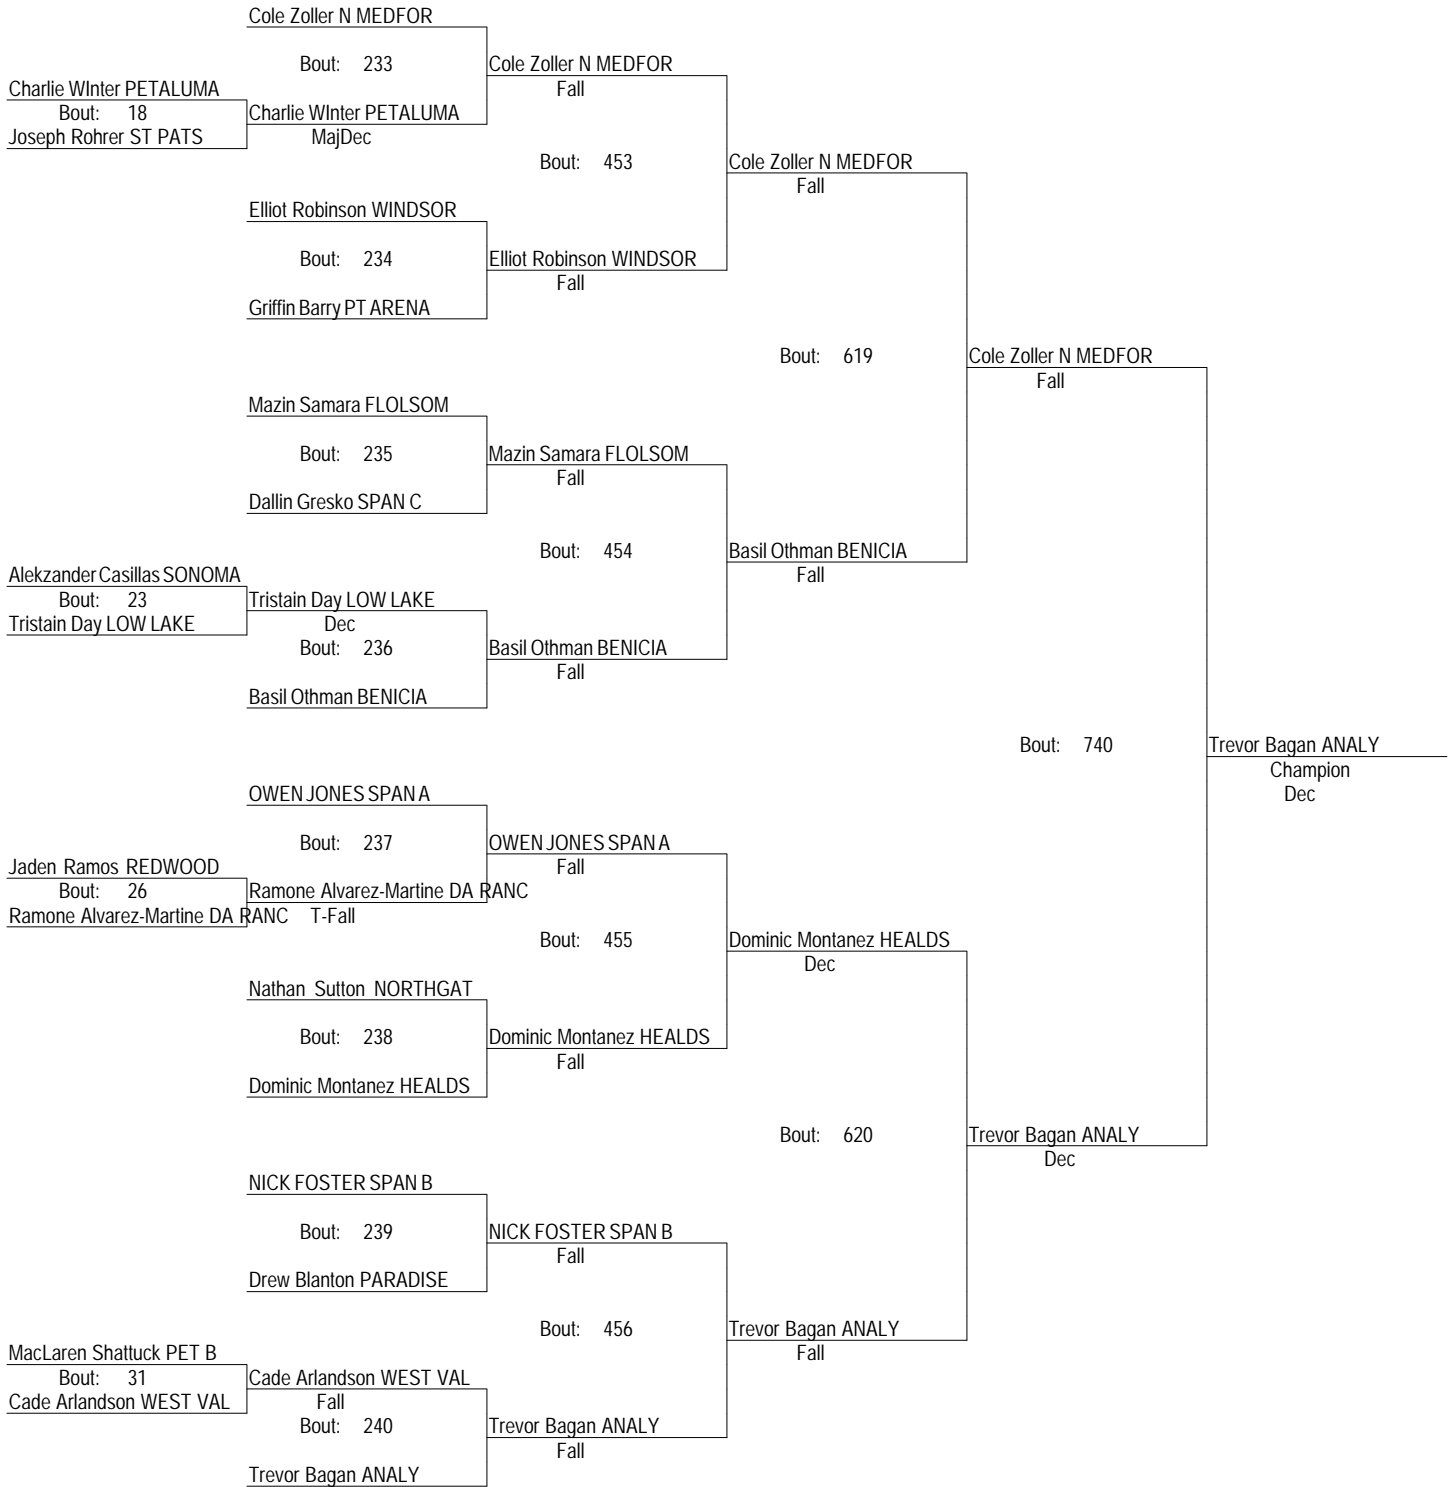 Cole Zoller N MEDFOR
Bout: 233
Cole Zoller N MEDFOR
Fall
Charlie WInter PETALUMA
Bout: 18
Charlie WInter PETALUMA
Joseph Rohrer ST PATS
MajDec
Bout: 453
Cole Zoller N MEDFOR
Fall
Elliot Robinson WINDSOR
Bout: 234
Elliot Robinson WINDSOR
Fall
Griffin Barry PT ARENA
Bout: 619
Cole Zoller N MEDFOR
Fall
Mazin Samara FLOLSOM
Bout: 235
Mazin Samara FLOLSOM
Fall
Dallin Gresko SPAN C
Bout: 454
Basil Othman BENICIA
Fall
Alekzander Casillas SONOMA
Bout: 23
Tristain Day LOW LAKE
Tristain Day LOW LAKE
Dec
Bout: 236
Basil Othman BENICIA
Fall
Basil Othman BENICIA
Bout: 740
Trevor Bagan ANALY
Champion
Dec
OWEN JONES SPAN A
Bout: 237
OWEN JONES SPAN A
Fall
Jaden Ramos REDWOOD
Bout: 26
Ramone Alvarez-Martine DA RANC
Ramone Alvarez-Martine DA RANC
T-Fall
Bout: 455
Dominic Montanez HEALDS
Dec
Nathan Sutton NORTHGAT
Bout: 238
Dominic Montanez HEALDS
Fall
Dominic Montanez HEALDS
Bout: 620
Trevor Bagan ANALY
Dec
NICK FOSTER SPAN B
Bout: 239
NICK FOSTER SPAN B
Fall
Drew Blanton PARADISE
Bout: 456
Trevor Bagan ANALY
Fall
MacLaren Shattuck PET B
Bout: 31
Cade Arlandson WEST VAL
Cade Arlandson WEST VAL
Fall
Bout: 240
Trevor Bagan ANALY
Fall
Trevor Bagan ANALY